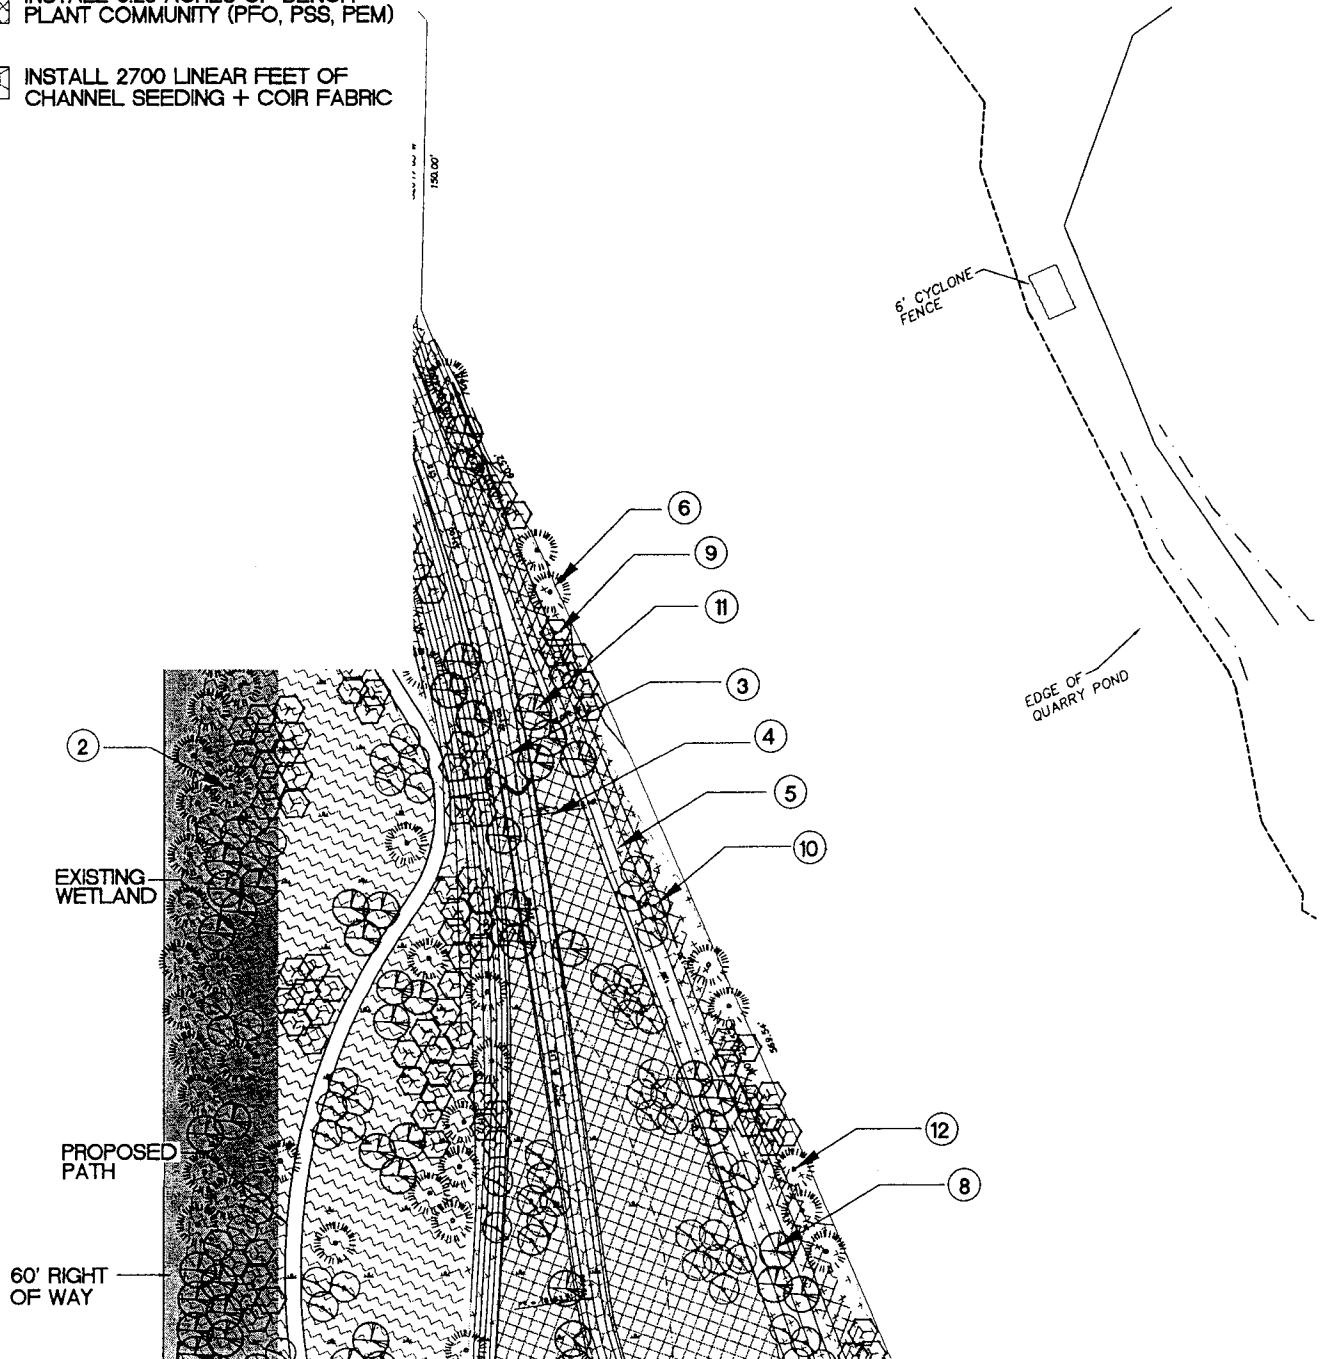 PLANT COMMUNITY (PFO, PSS, PEM)
INSTALL 2700 LINEAR FEET OF
CHANNEL SEEDING + COIR FABRIC
150.00'
6' CYCLONE
FENCE
6
9
11
3
EDGE OF
QUARRY POND
2
4
5
10
EXISTING
WETLAND
569.54'
12
PROPOSED
PATH
8
60' RIGHT
OF WAY